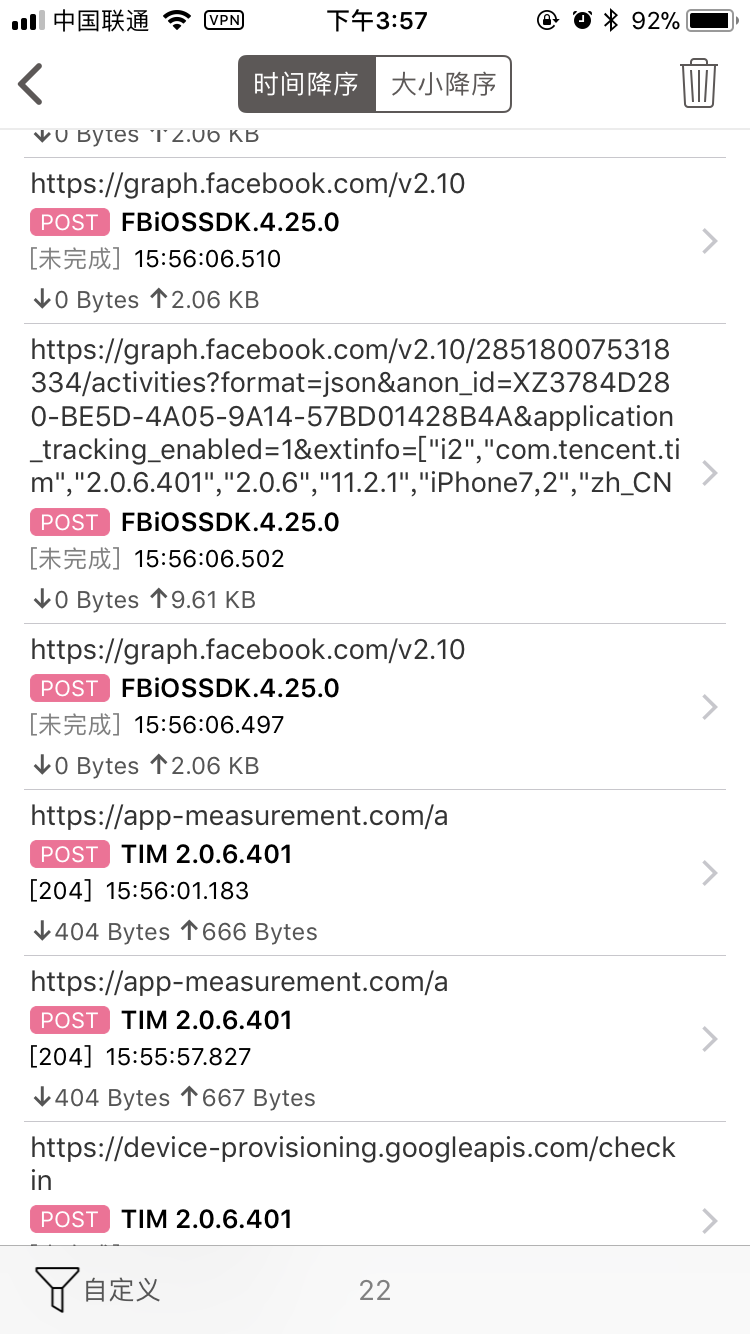 中国联通 VPN 下午3:57 92%
时间降序 大小降序
↓0 Bytes ↑2.06 KB
https://graph.facebook.com/v2.10
POST FBiOSSDK.4.25.0
[未完成] 15:56:06.510
↓0 Bytes ↑2.06 KB
https://graph.facebook.com/v2.10/285180075318
334/activities?format=json&anon_id=XZ3784D28
0-BE5D-4A05-9A14-57BD01428B4A&application
_tracking_enabled=1&extinfo=["i2","com.tencent.ti
m","2.0.6.401","2.0.6","11.2.1","iPhone7,2","zh_CN
POST FBiOSSDK.4.25.0
[未完成] 15:56:06.502
↓0 Bytes ↑9.61 KB
https://graph.facebook.com/v2.10
POST FBiOSSDK.4.25.0
[未完成] 15:56:06.497
↓0 Bytes ↑2.06 KB
https://app-measurement.com/a
POST TIM 2.0.6.401
[204] 15:56:01.183
↓404 Bytes ↑666 Bytes
https://app-measurement.com/a
POST TIM 2.0.6.401
[204] 15:55:57.827
↓404 Bytes ↑667 Bytes
https://device-provisioning.googleapis.com/check
in
POST TIM 2.0.6.401
自定义 22